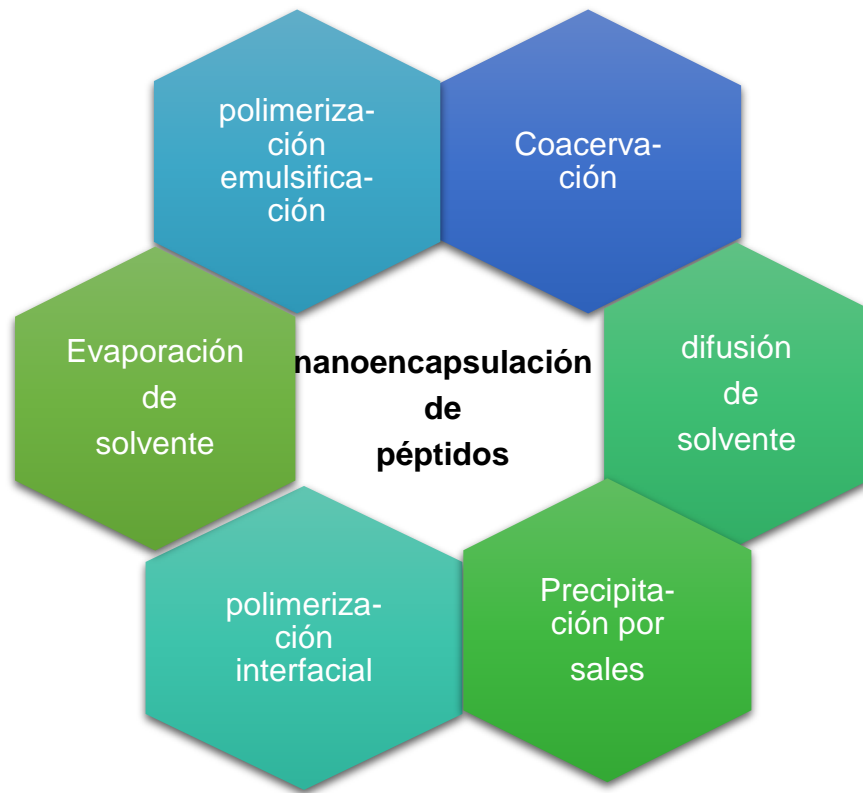 polimeriza-
ción
emulsifica-
ción
Coacerva-
ción
Evaporación
de
solvente
nanoencapsulación
de
péptidos
difusión
de
solvente
polimeriza-
ción
interfacial
Precipita-
ción por
sales